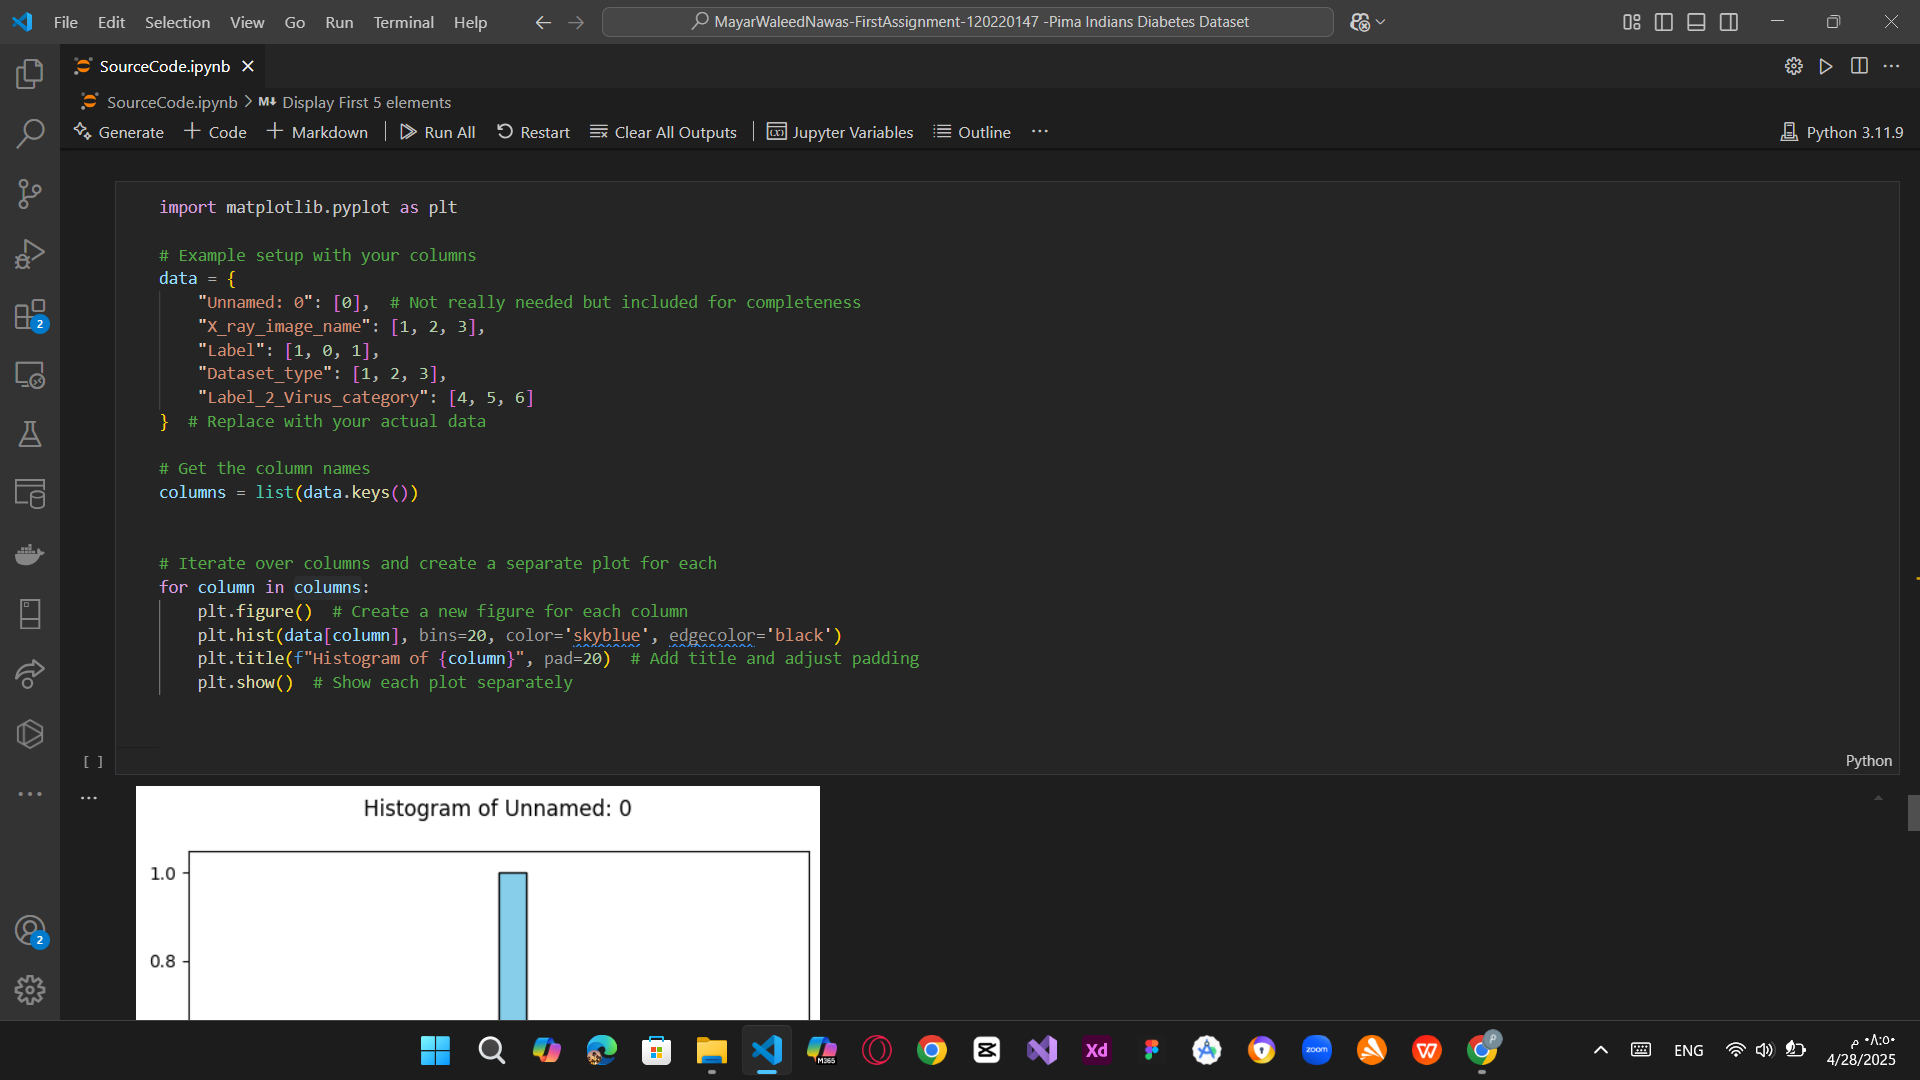 File Edit Selection View Go Run Terminal Help
MayarWaleedNawas-FirstAssignment-120220147 -Pima Indians Diabetes Dataset
SourceCode.ipynb
SourceCode.ipynb > M↓ Display First 5 elements
Generate + Code + Markdown Run All Restart Clear All Outputs Jupyter Variables Outline ... Python 3.11.9
import matplotlib.pyplot as plt
# Example setup with your columns
data = {
"Unnamed: 0": [0], # Not really needed but included for completeness
"X_ray_image_name": [1, 2, 3],
"Label": [1, 0, 1],
"Dataset_type": [1, 2, 3],
"Label_2_Virus_category": [4, 5, 6]
} # Replace with your actual data
# Get the column names
columns = list(data.keys())
# Iterate over columns and create a separate plot for each
for column in columns:
plt.figure() # Create a new figure for each column
plt.hist(data[column], bins=20, color='skyblue', edgecolor='black')
plt.title(f"Histogram of {column}", pad=20) # Add title and adjust padding
plt.show() # Show each plot separately
[ ]
Python
...
Histogram of Unnamed: 0
1.0
0.8
2
2
M365
Xd
zoom
W
P
ENG
٠٨:٥٠ م
4/28/2025